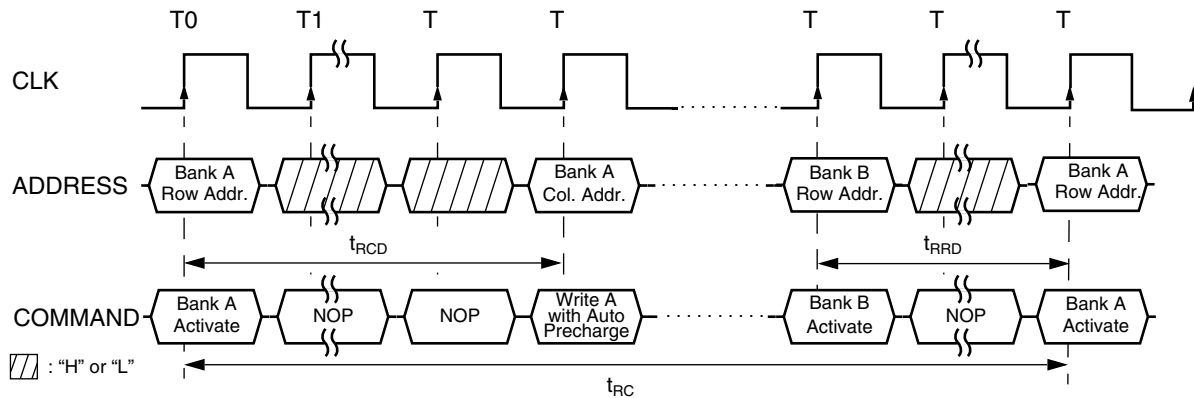 T0 T1 T T T T T
CLK
ADDRESS
Bank A
Row Addr.
Bank A
Col. Addr.
Bank B
Row Addr.
Bank A
Row Addr.
tRCD
tRRD
COMMAND
Bank A
Activate
NOP
NOP
Write A
with Auto
Precharge
Bank B
Activate
NOP
Bank A
Activate
: “H” or “L”
tRC